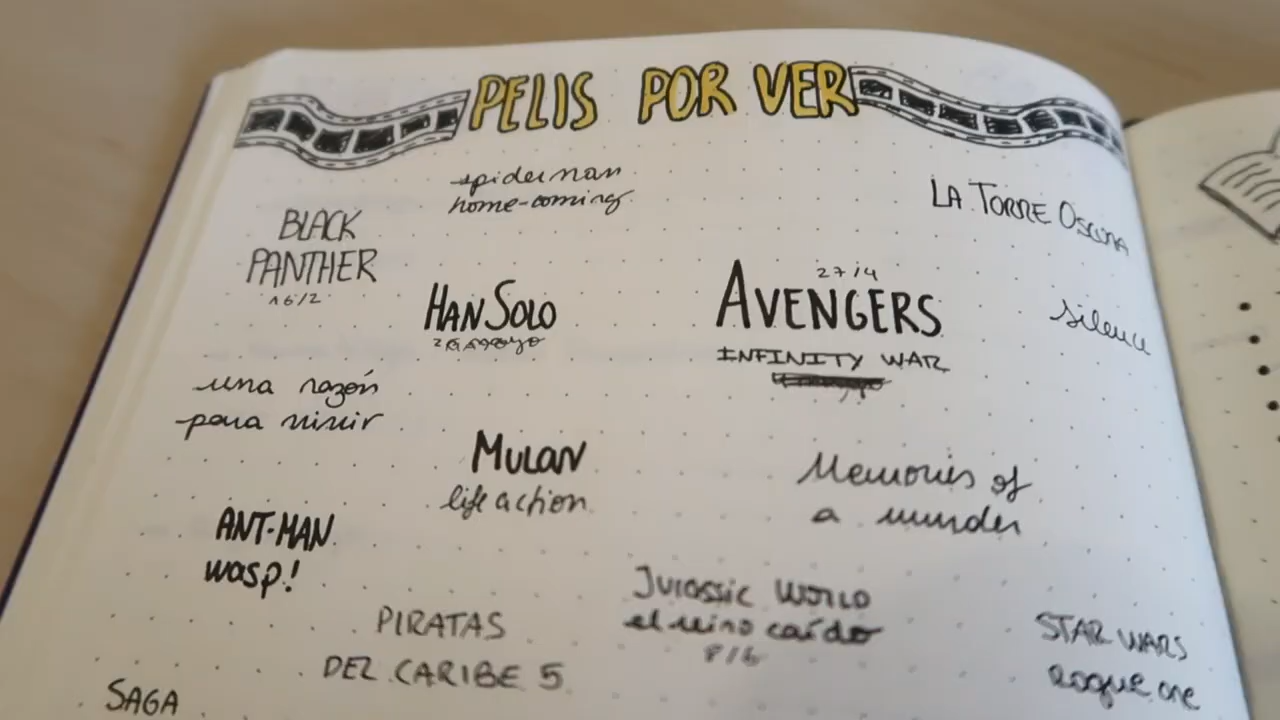 PELIS POR VER
spiderman
home-coming
BLACK
PANTHER
16/2
LA TORRE OSCURA
HAN SOLO
27/4
AVENGERS
INFINITY WAR
silence
una razón
para vivir
MULAN
life action
Memories of
a murder
ANT-MAN
wasp!
JURASSIC WORLD
el reino caído
8/6
PIRATAS
DEL CARIBE 5
STAR WARS
Rogue one
SAGA